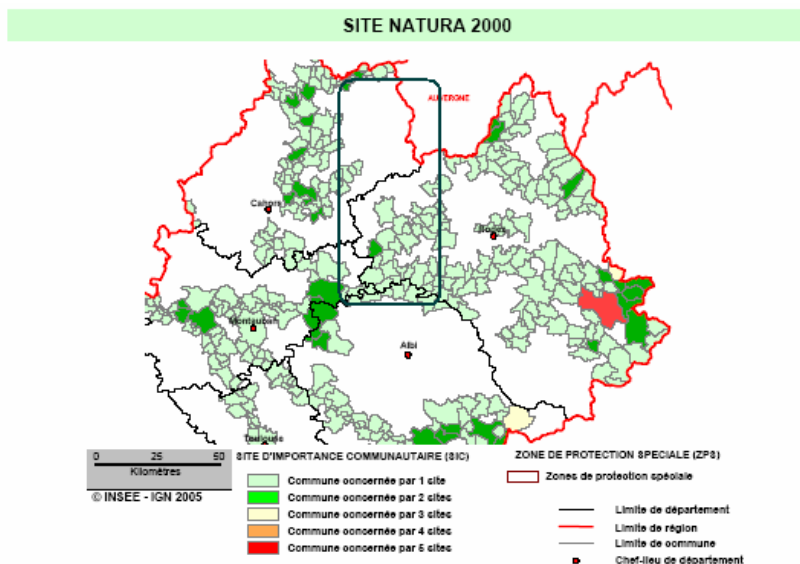 SITE NATURA 2000
AUVERGNE
Cahors
Rodez
Montauban
Albi
Toulouse
0 25 50
Kilomètres
© INSEE - IGN 2005
SITE D'IMPORTANCE COMMUNAUTAIRE (SIC)
Commune concernée par 1 site
Commune concernée par 2 sites
Commune concernée par 3 sites
Commune concernée par 4 sites
Commune concernée par 5 sites
ZONE DE PROTECTION SPECIALE (ZPS)
Zones de protection spéciale
Limite de département
Limite de région
Limite de commune
Chef-lieu de département